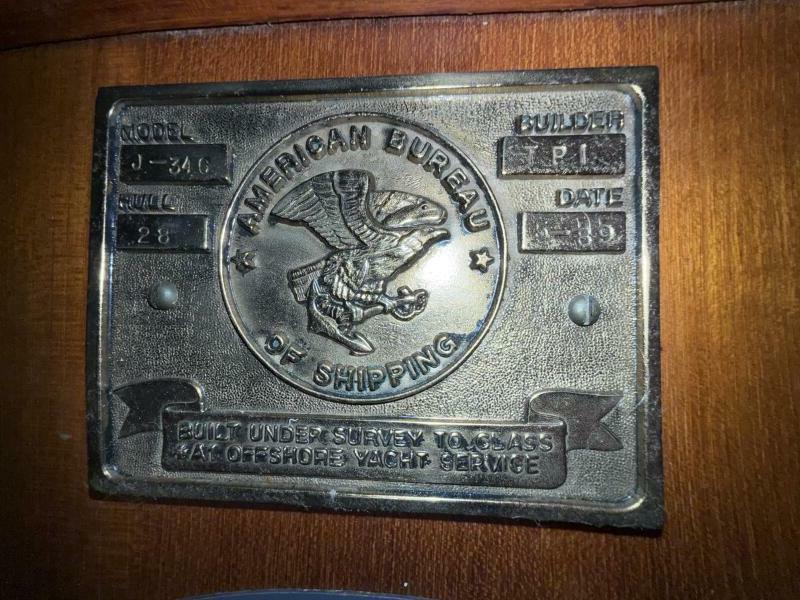 MODEL
J-34C
HULL
28
AMERICAN BUREAU
OF SHIPPING
BUILDER
TPI
DATE
BUILT UNDER SURVEY TO CLASS
✠A1 OFFSHORE YACHT SERVICE